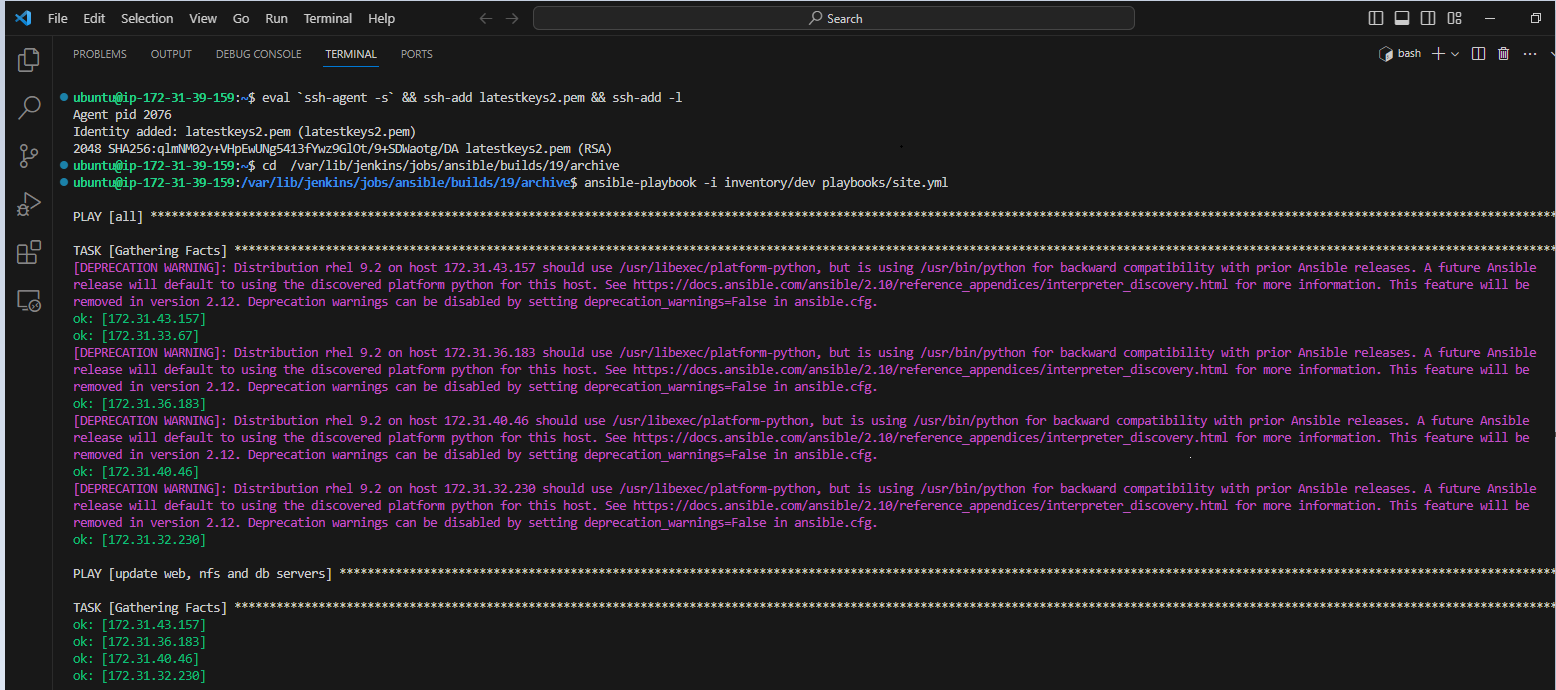 File Edit Selection View Go Run Terminal Help Search
PROBLEMS OUTPUT DEBUG CONSOLE TERMINAL PORTS bash
ubuntu@ip-172-31-39-159:~$ eval `ssh-agent -s` && ssh-add latestkeys2.pem && ssh-add -l
Agent pid 2076
Identity added: latestkeys2.pem (latestkeys2.pem)
2048 SHA256:qlmNM02y+VHpEwUNg5413fYwz9GlOt/9+SDWaotg/DA latestkeys2.pem (RSA)
ubuntu@ip-172-31-39-159:~$ cd  /var/lib/jenkins/jobs/ansible/builds/19/archive
ubuntu@ip-172-31-39-159:/var/lib/jenkins/jobs/ansible/builds/19/archive$ ansible-playbook -i inventory/dev playbooks/site.yml
PLAY [all] ****************************************************************************************************
TASK [Gathering Facts] ****************************************************************************************************
[DEPRECATION WARNING]: Distribution rhel 9.2 on host 172.31.43.157 should use /usr/libexec/platform-python, but is using /usr/bin/python for backward compatibility with prior Ansible releases. A future Ansible
release will default to using the discovered platform python for this host. See https://docs.ansible.com/ansible/2.10/reference_appendices/interpreter_discovery.html for more information. This feature will be
removed in version 2.12. Deprecation warnings can be disabled by setting deprecation_warnings=False in ansible.cfg.
ok: [172.31.43.157]
ok: [172.31.33.67]
[DEPRECATION WARNING]: Distribution rhel 9.2 on host 172.31.36.183 should use /usr/libexec/platform-python, but is using /usr/bin/python for backward compatibility with prior Ansible releases. A future Ansible
release will default to using the discovered platform python for this host. See https://docs.ansible.com/ansible/2.10/reference_appendices/interpreter_discovery.html for more information. This feature will be
removed in version 2.12. Deprecation warnings can be disabled by setting deprecation_warnings=False in ansible.cfg.
ok: [172.31.36.183]
[DEPRECATION WARNING]: Distribution rhel 9.2 on host 172.31.40.46 should use /usr/libexec/platform-python, but is using /usr/bin/python for backward compatibility with prior Ansible releases. A future Ansible
release will default to using the discovered platform python for this host. See https://docs.ansible.com/ansible/2.10/reference_appendices/interpreter_discovery.html for more information. This feature will be
removed in version 2.12. Deprecation warnings can be disabled by setting deprecation_warnings=False in ansible.cfg.
ok: [172.31.40.46]
[DEPRECATION WARNING]: Distribution rhel 9.2 on host 172.31.32.230 should use /usr/libexec/platform-python, but is using /usr/bin/python for backward compatibility with prior Ansible releases. A future Ansible
release will default to using the discovered platform python for this host. See https://docs.ansible.com/ansible/2.10/reference_appendices/interpreter_discovery.html for more information. This feature will be
removed in version 2.12. Deprecation warnings can be disabled by setting deprecation_warnings=False in ansible.cfg.
ok: [172.31.32.230]
PLAY [update web, nfs and db servers] ****************************************************************************************************
TASK [Gathering Facts] ****************************************************************************************************
ok: [172.31.43.157]
ok: [172.31.36.183]
ok: [172.31.40.46]
ok: [172.31.32.230]